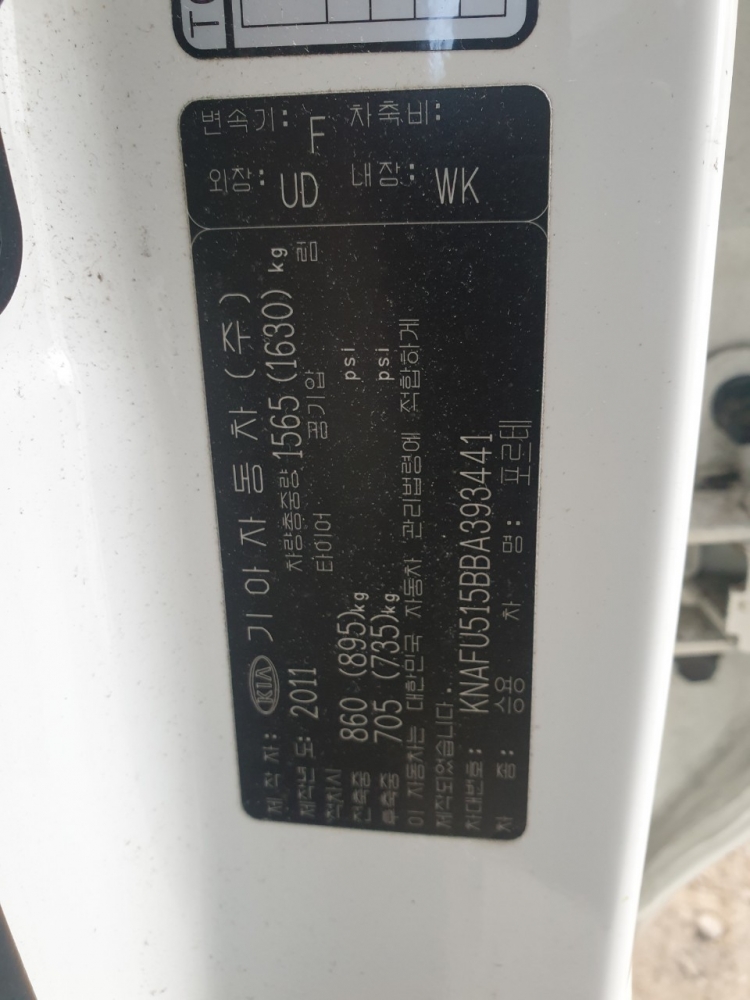 TO
변속기: F 차축비:
외장: UD 내장: WK
제 작 자: KIA 기 아 자 동 차 ( 주 )
제작년 도: 2011 차량총중량 1565 (1630) kg
적차시 타이어 공기압 림
전축중 860 (895)kg psi
후축중 705 (735)kg psi
이 자동차는 대한민국 자동차 관리법령에 적합하게
제작되었습니다.
차대번호: KNAFU515BBA393441
차 종: 승용 차 명: 포르테